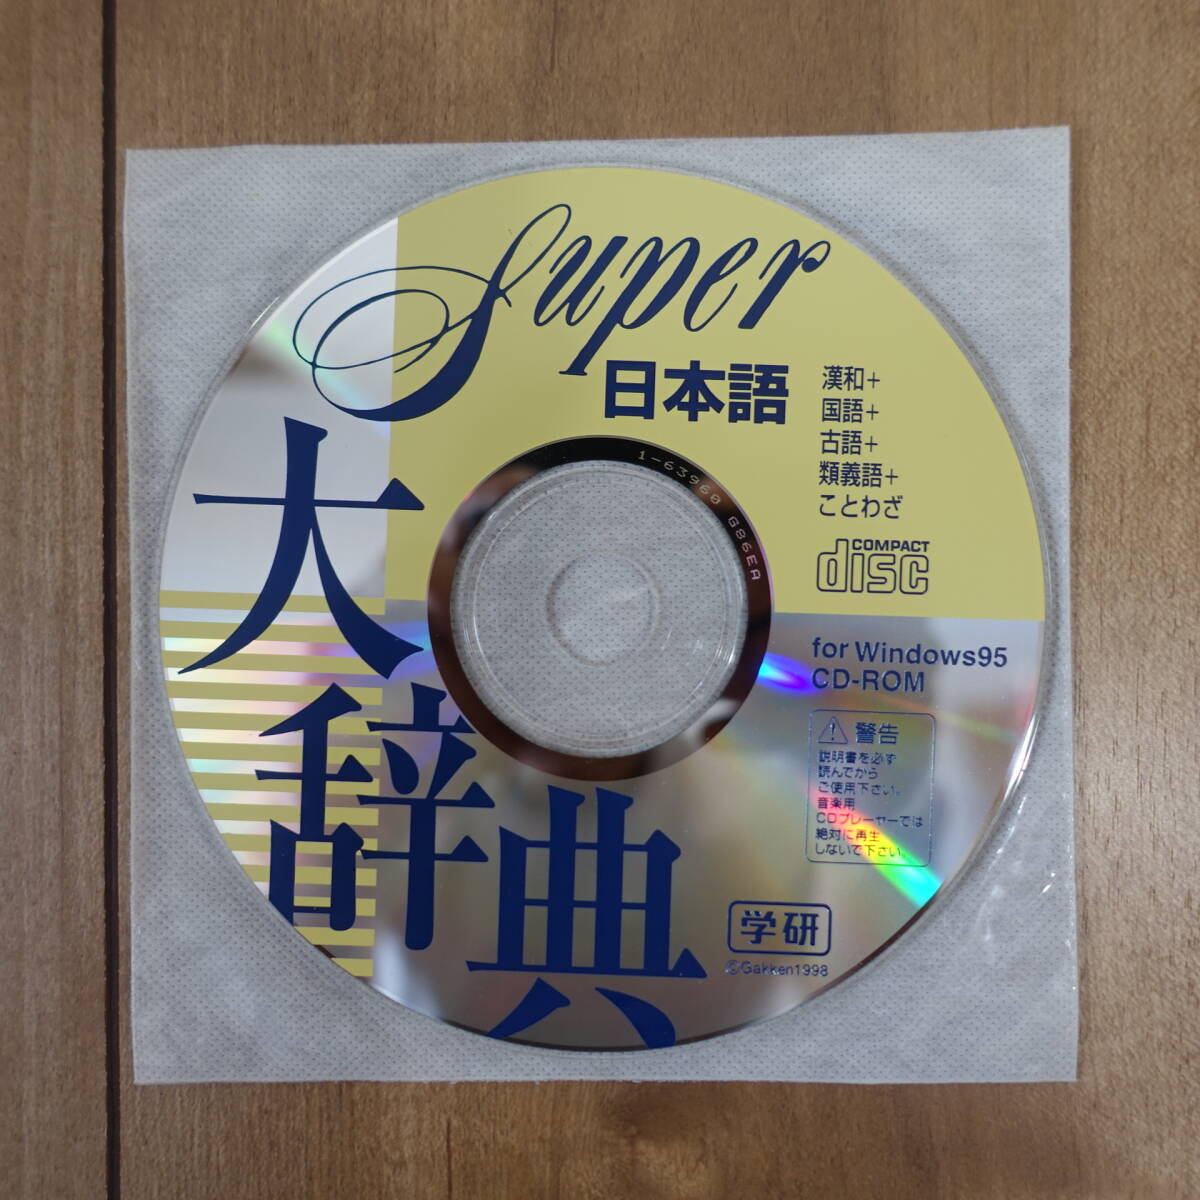 Super
日本語
大辞典
漢和+
国語+
古語+
類義語+
ことわざ
COMPACT
disc
1-63960 G86EA
for Windows95
CD-ROM
警告
説明書を必ず
読んでから
ご使用下さい。
音楽用
CDプレーヤーでは
絶対に再生
しないで下さい。
学研
©Gakken1998